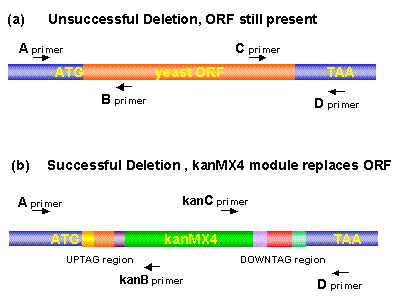 (a) Unsuccessful Deletion, ORF still present
A primer C primer
ATG yeast ORF TAA
B primer D primer
(b) Successful Deletion , kanMX4 module replaces ORF
A primer kanC primer
ATG kanMX4 TAA
UPTAG region DOWNTAG region
kanB primer D primer